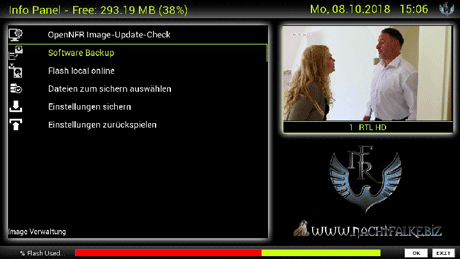 Info Panel - Free: 293.19 MB (38%)
Mo, 08.10.2018 15:06
OpenNFR Image-Update-Check
Software Backup
Flash local online
Dateien zum sichern auswählen
Einstellungen sichern
Einstellungen zurückspielen
1 RTL HD
NFR
WWW.NACHTFALKE.BIZ
Image Verwaltung
% Flash Used...
OK
EXIT